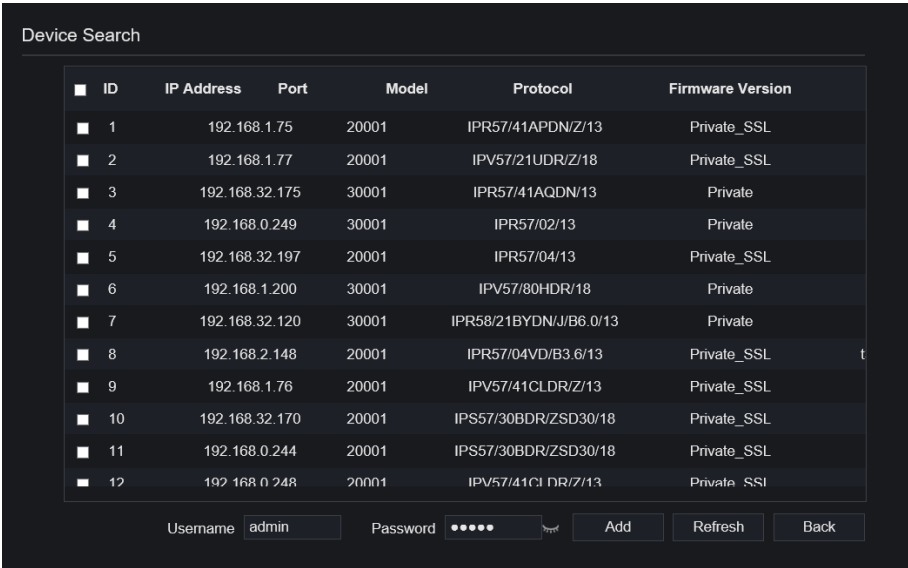 Device Search
ID IP Address Port Model Protocol Firmware Version
1 192.168.1.75 20001 IPR57/41APDN/Z/13 Private_SSL
2 192.168.1.77 20001 IPV57/21UDR/Z/18 Private_SSL
3 192.168.32.175 30001 IPR57/41AQDN/13 Private
4 192.168.0.249 30001 IPR57/02/13 Private
5 192.168.32.197 20001 IPR57/04/13 Private_SSL
6 192.168.1.200 30001 IPV57/80HDR/18 Private
7 192.168.32.120 30001 IPR58/21BYDN/J/B6.0/13 Private
8 192.168.2.148 20001 IPR57/04VD/B3.6/13 Private_SSL t
9 192.168.1.76 20001 IPV57/41CLDR/Z/13 Private_SSL
10 192.168.32.170 20001 IPS57/30BDR/ZSD30/18 Private_SSL
11 192.168.0.244 20001 IPS57/30BDR/ZSD30/18 Private_SSL
12 192.168.0.248 20001 IPV57/41CLDR/Z/13 Private_SSL
Username admin Password ●●●●● Add Refresh Back